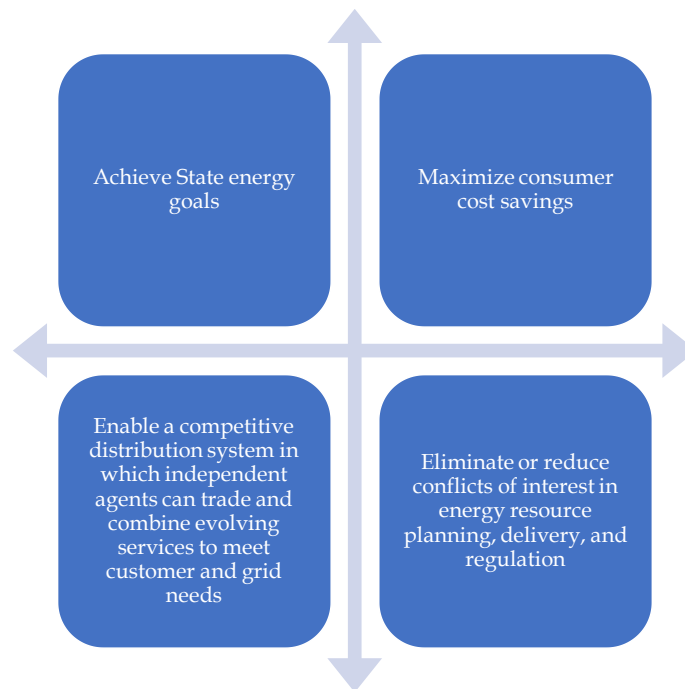 Achieve State energy
goals
Maximize consumer
cost savings
Enable a competitive
distribution system in
which independent
agents can trade and
combine evolving
services to meet
customer and grid
needs
Eliminate or reduce
conflicts of interest in
energy resource
planning, delivery, and
regulation